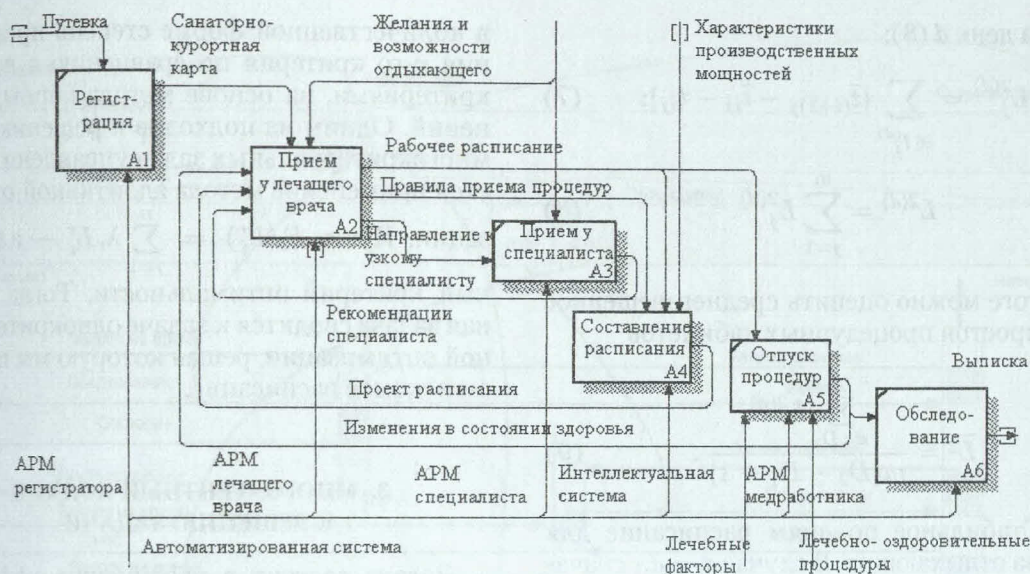 Путевка
Санаторно-
курортная
карта
Желания и
возможности
отдыхающего
Характеристики
производственных
мощностей
Регист-
рация
A1
Прием
у лечащего
врача
A2
Рабочее расписание
Правила приема процедур
Направление к
узкому
специалисту
Прием у
специалиста
A3
Рекомендации
специалиста
Составление
расписания
A4
Отпуск
процедур
A5
Выписка
Обследо-
вание
A6
Проект расписания
Изменения в состоянии здоровья
АРМ
регистратора
АРМ
лечащего
врача
АРМ
специалиста
Интеллектуальная
система
АРМ
медработника
Автоматизированная система
Лечебные
факторы
Лечебно- оздоровительные
процедуры